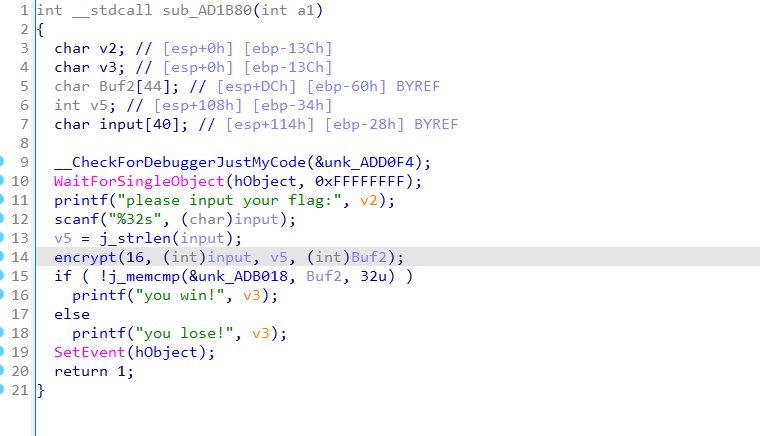 1 int __stdcall sub_AD1B80(int a1)
2 {
3   char v2; // [esp+0h] [ebp-13Ch]
4   char v3; // [esp+0h] [ebp-13Ch]
5   char Buf2[44]; // [esp+DCh] [ebp-60h] BYREF
6   int v5; // [esp+108h] [ebp-34h]
7   char input[40]; // [esp+114h] [ebp-28h] BYREF
8
9   __CheckForDebuggerJustMyCode(&unk_ADD0F4);
10   WaitForSingleObject(hObject, 0xFFFFFFFF);
11   printf("please input your flag:", v2);
12   scanf("%32s", (char)input);
13   v5 = j_strlen(input);
14   encrypt(16, (int)input, v5, (int)Buf2);
15   if ( !j_memcmp(&unk_ADB018, Buf2, 32u) )
16     printf("you win!", v3);
17   else
18     printf("you lose!", v3);
19   SetEvent(hObject);
20   return 1;
21 }